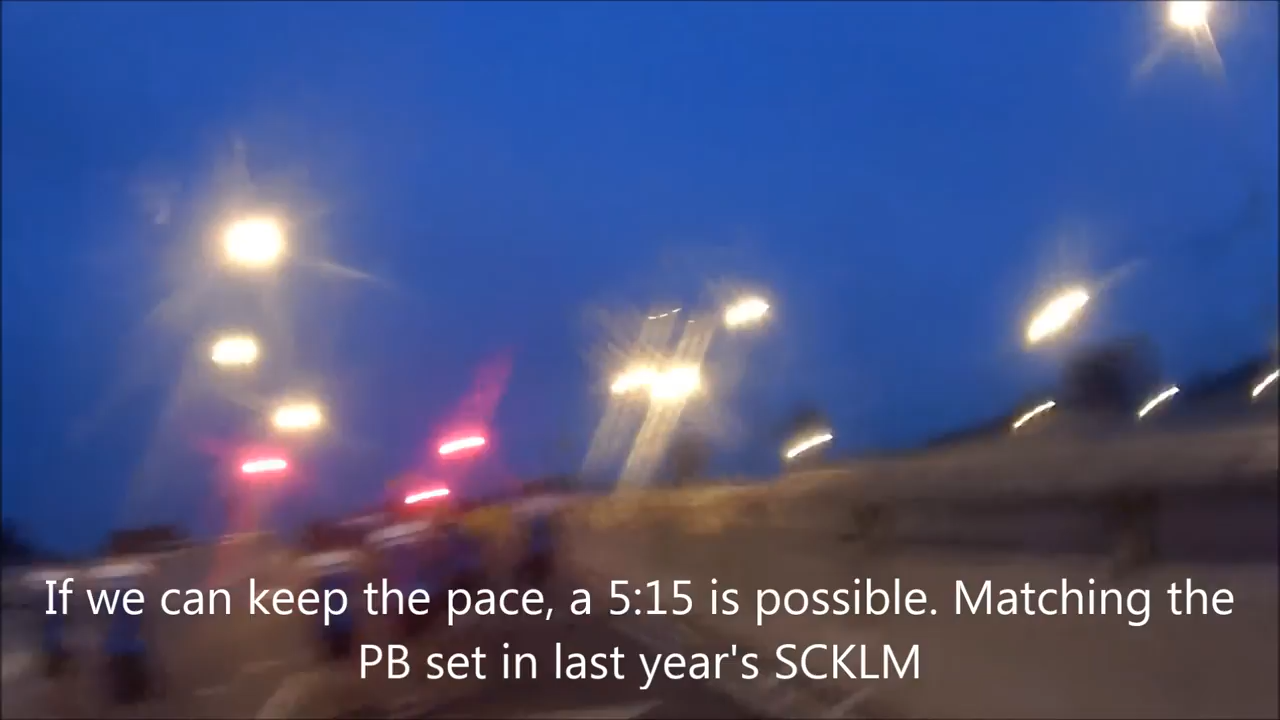 If we can keep the pace, a 5:15 is possible. Matching the
PB set in last year's SCKLM